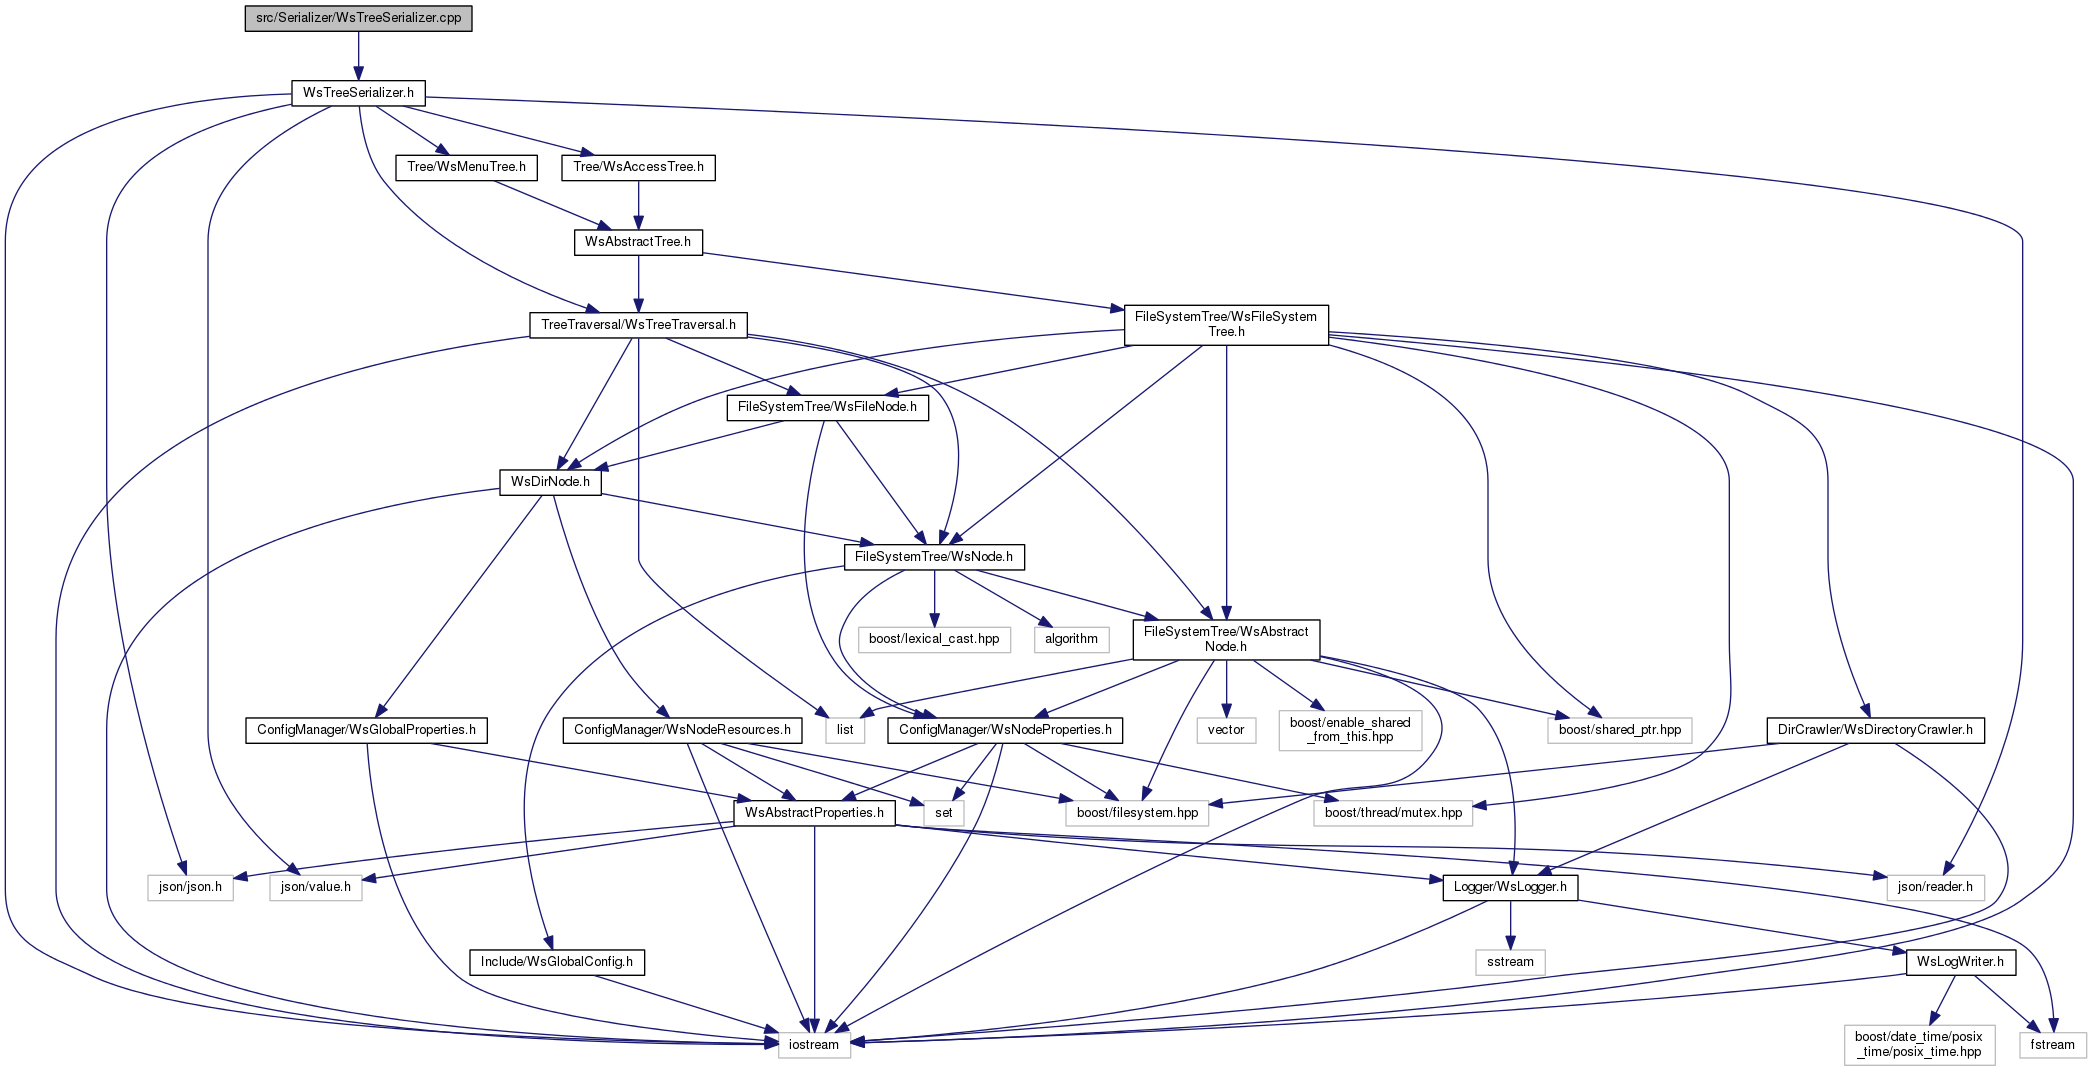 src/Serializer/WsTreeSerializer.cpp
WsTreeSerializer.h
Tree/WsMenuTree.h
Tree/WsAccessTree.h
WsAbstractTree.h
TreeTraversal/WsTreeTraversal.h
FileSystemTree/WsFileSystem
Tree.h
FileSystemTree/WsFileNode.h
WsDirNode.h
FileSystemTree/WsNode.h
boost/lexical_cast.hpp
algorithm
FileSystemTree/WsAbstract
Node.h
ConfigManager/WsGlobalProperties.h
ConfigManager/WsNodeResources.h
list
ConfigManager/WsNodeProperties.h
vector
boost/enable_shared
_from_this.hpp
boost/shared_ptr.hpp
DirCrawler/WsDirectoryCrawler.h
WsAbstractProperties.h
set
boost/filesystem.hpp
boost/thread/mutex.hpp
json/json.h
json/value.h
Logger/WsLogger.h
json/reader.h
Include/WsGlobalConfig.h
sstream
WsLogWriter.h
iostream
boost/date_time/posix
_time/posix_time.hpp
fstream